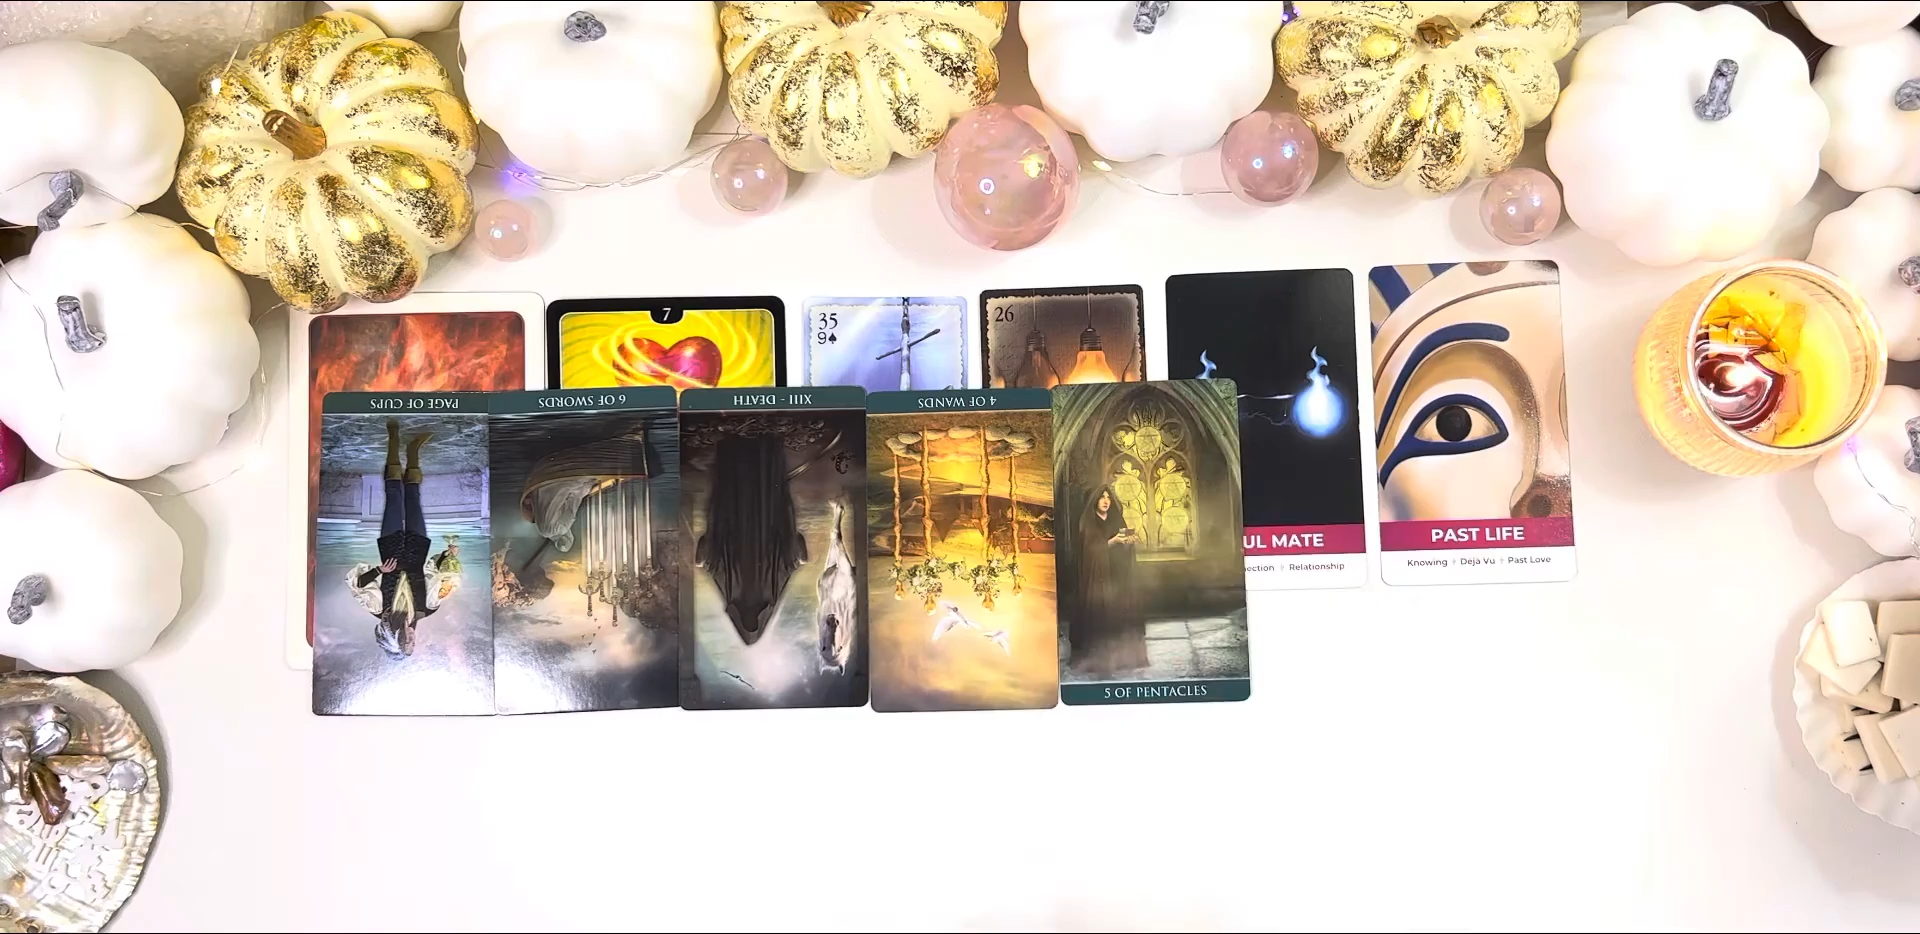 7
35
9♠
26
PAGE OF CUPS
6 OF SWORDS
XIII - DEATH
4 OF WANDS
UL MATE
ection Relationship
PAST LIFE
Knowing Deja Vu Past Love
5 OF PENTACLES